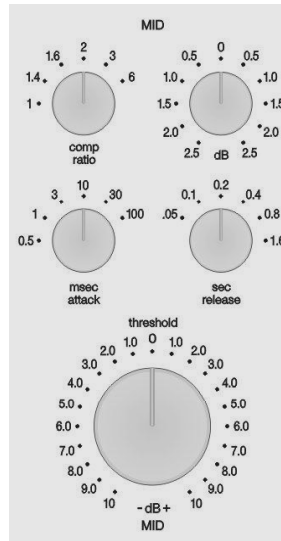 MID
1 1.4 1.6 2 3 6
comp
ratio
2.5 2.0 1.5 1.0 0.5 0 0.5 1.0 1.5 2.0 2.5
dB
0.5 1 3 10 30 100
msec
attack
.05 0.1 0.2 0.4 0.8 1.6
sec
release
threshold
10 9.0 8.0 7.0 6.0 5.0 4.0 3.0 2.0 1.0 0 1.0 2.0 3.0 4.0 5.0 6.0 7.0 8.0 9.0 10
- dB +
MID